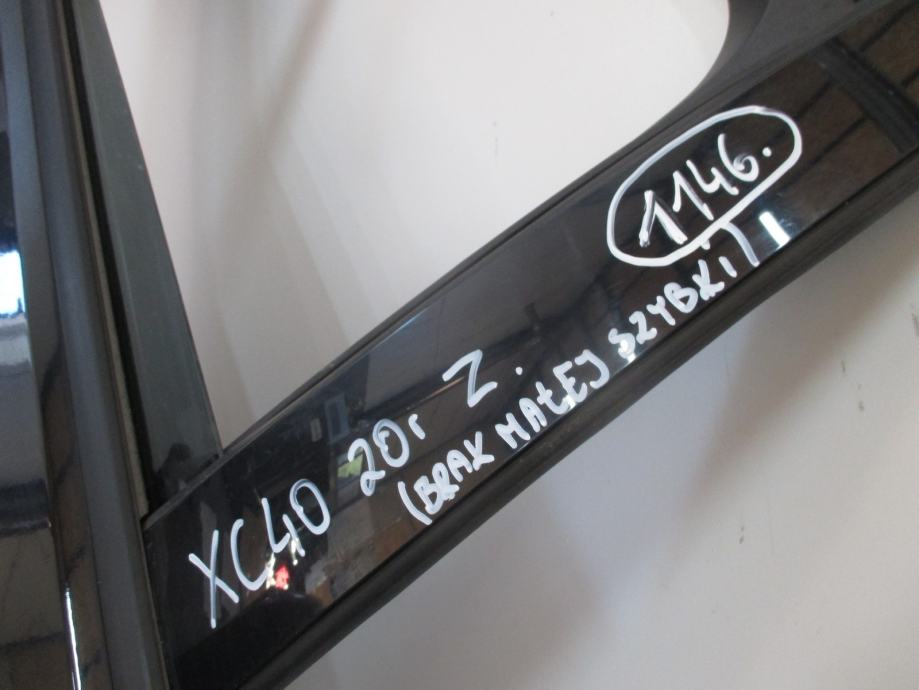 1146.
XC40 20r Z.
(BRAK MAŁEJ SZYBKI)